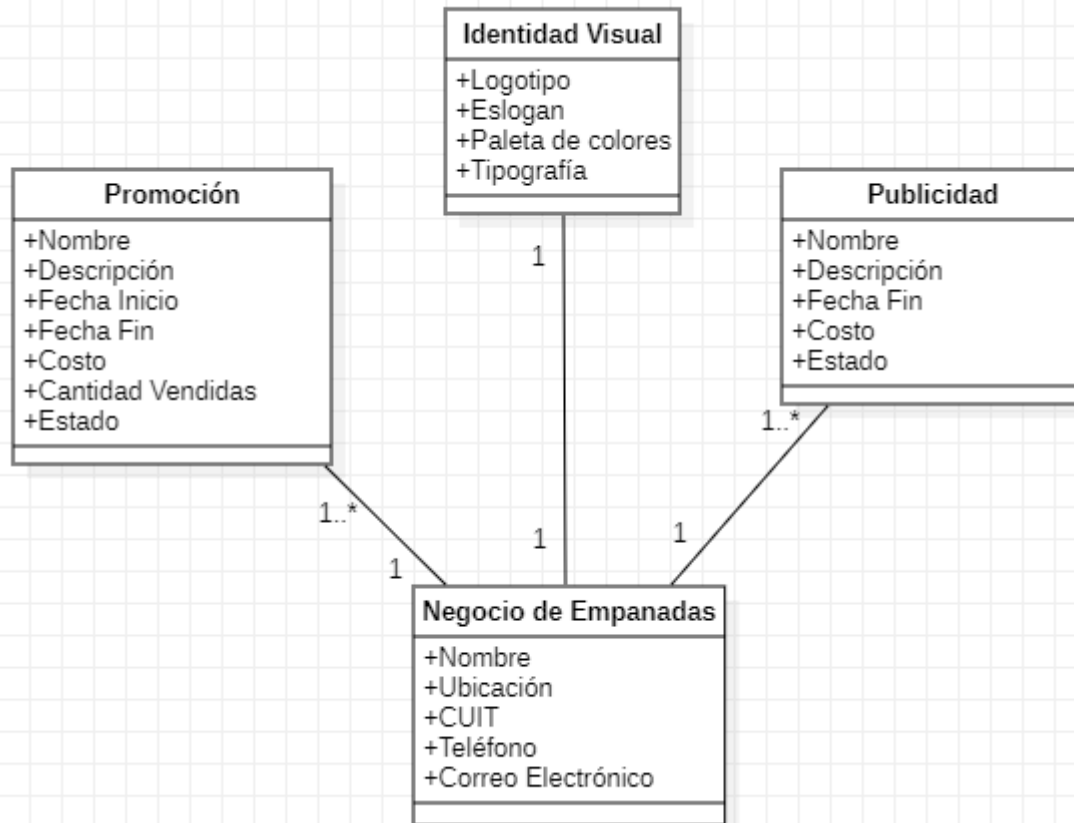 Identidad Visual
+Logotipo
+Eslogan
+Paleta de colores
+Tipografía
Promoción
+Nombre
+Descripción
+Fecha Inicio
+Fecha Fin
+Costo
+Cantidad Vendidas
+Estado
Publicidad
+Nombre
+Descripción
+Fecha Fin
+Costo
+Estado
1
1..*
1..*
1
1
1
Negocio de Empanadas
+Nombre
+Ubicación
+CUIT
+Teléfono
+Correo Electrónico